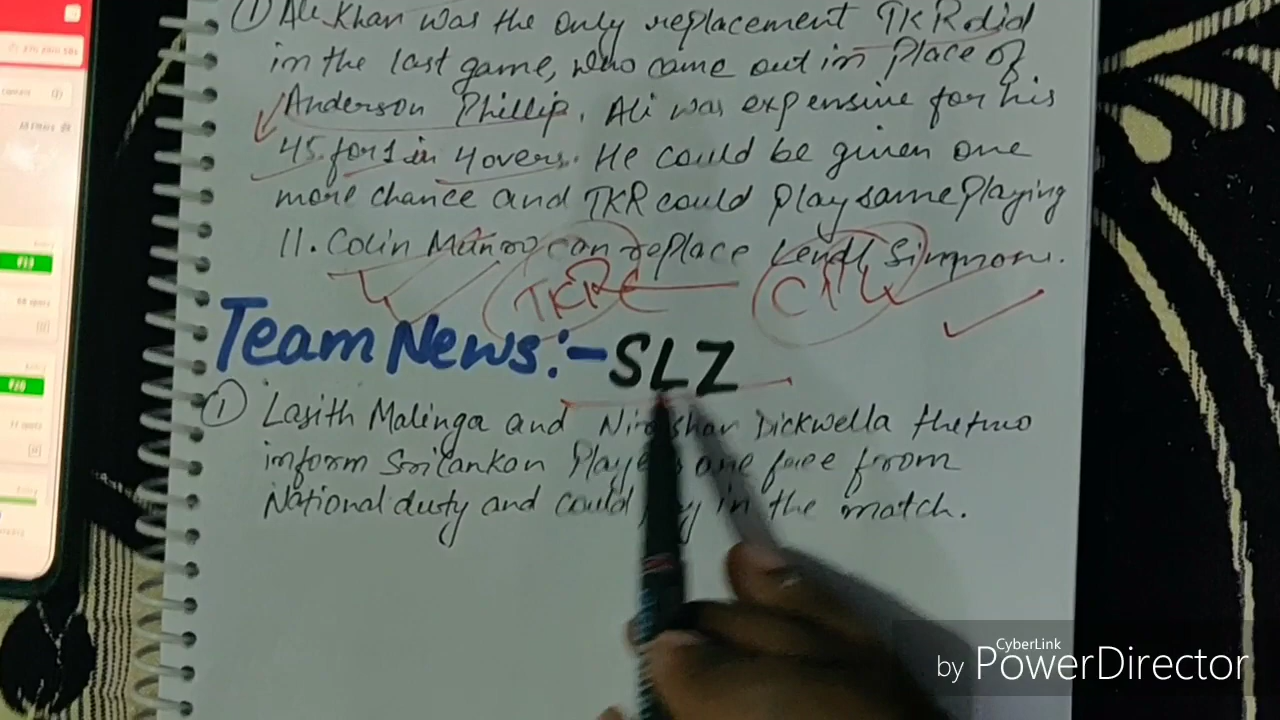 ① Ali Khan was the only replacement TKR did
in the last game, who came out in Place of
Anderson Phillip. Ali was expensive for his
45 for 1 in 4 overs. He could be given one
more chance and TKR could play same Playing
11. Colin Munro can replace Lendl Simmons.
TKR
Team News:- SLZ
① Lasith Malinga and Niroshan Dickwella the two
inform Srilankan Players are free from
National duty and could play in the match.
CyberLink
by PowerDirector